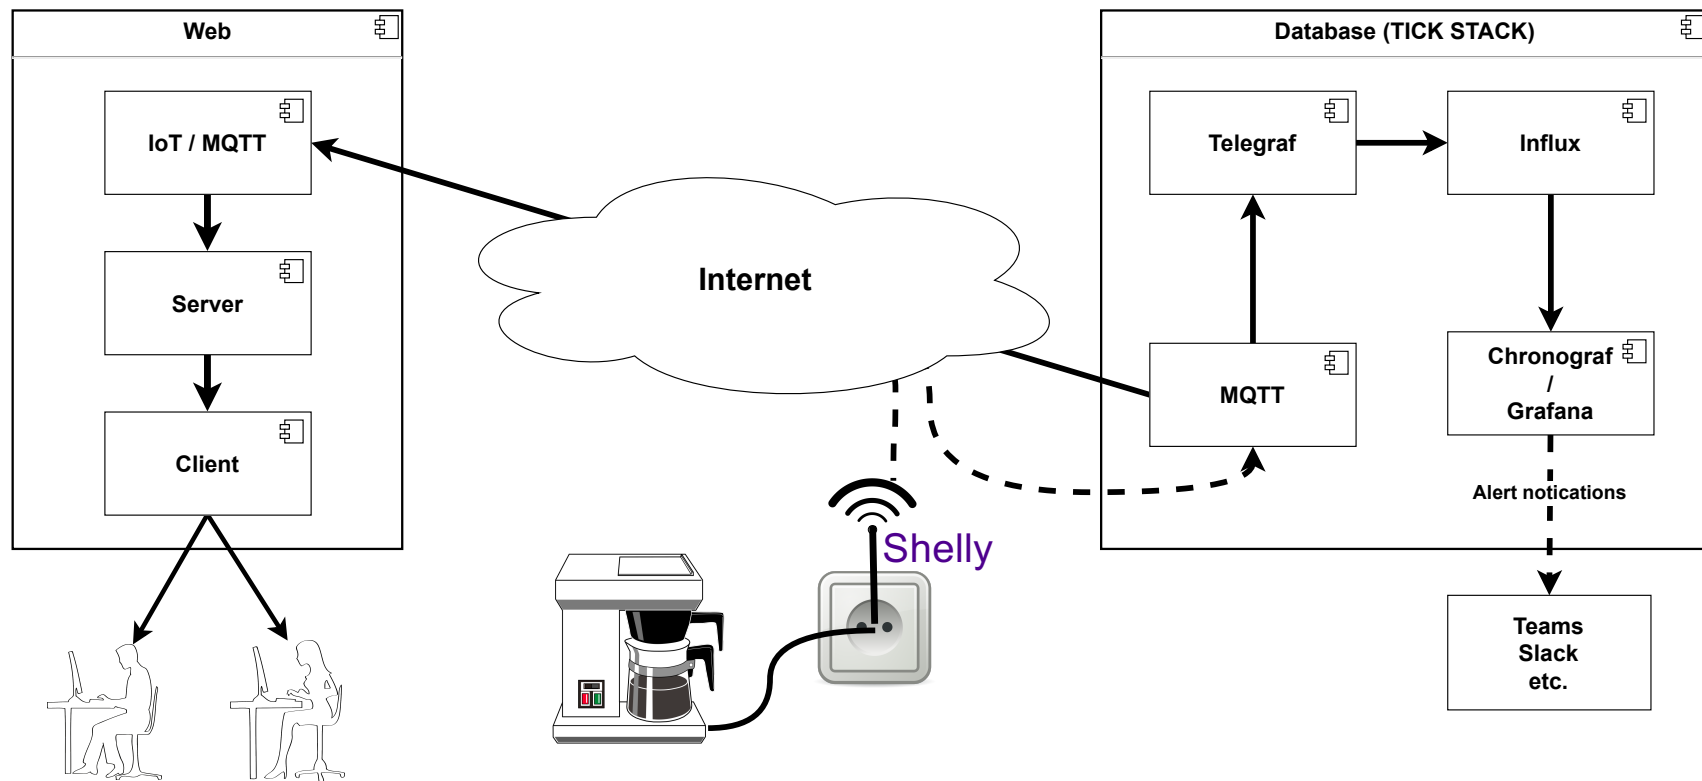 Web
IoT / MQTT
Server
Client
Internet
Shelly
Database (TICK STACK)
Telegraf
Influx
MQTT
Chronograf
/
Grafana
Alert notications
Teams
Slack
etc.